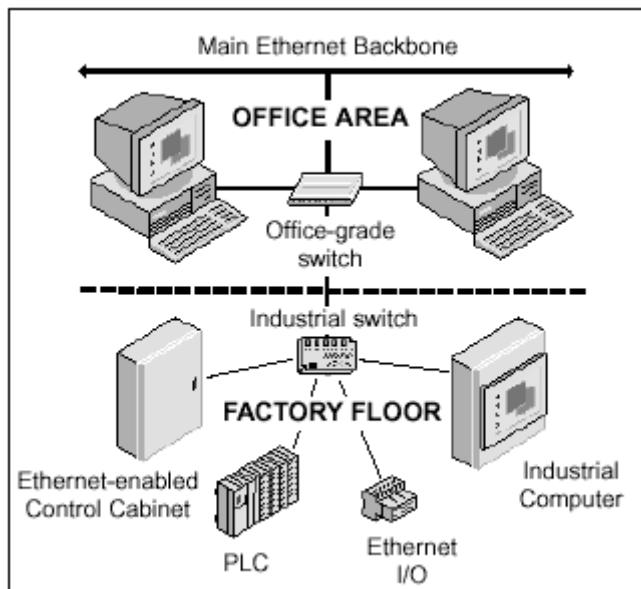 Main Ethernet Backbone
OFFICE AREA
Office-grade
switch
Industrial switch
FACTORY FLOOR
Ethernet-enabled
Control Cabinet
Industrial
Computer
PLC
Ethernet
I/O